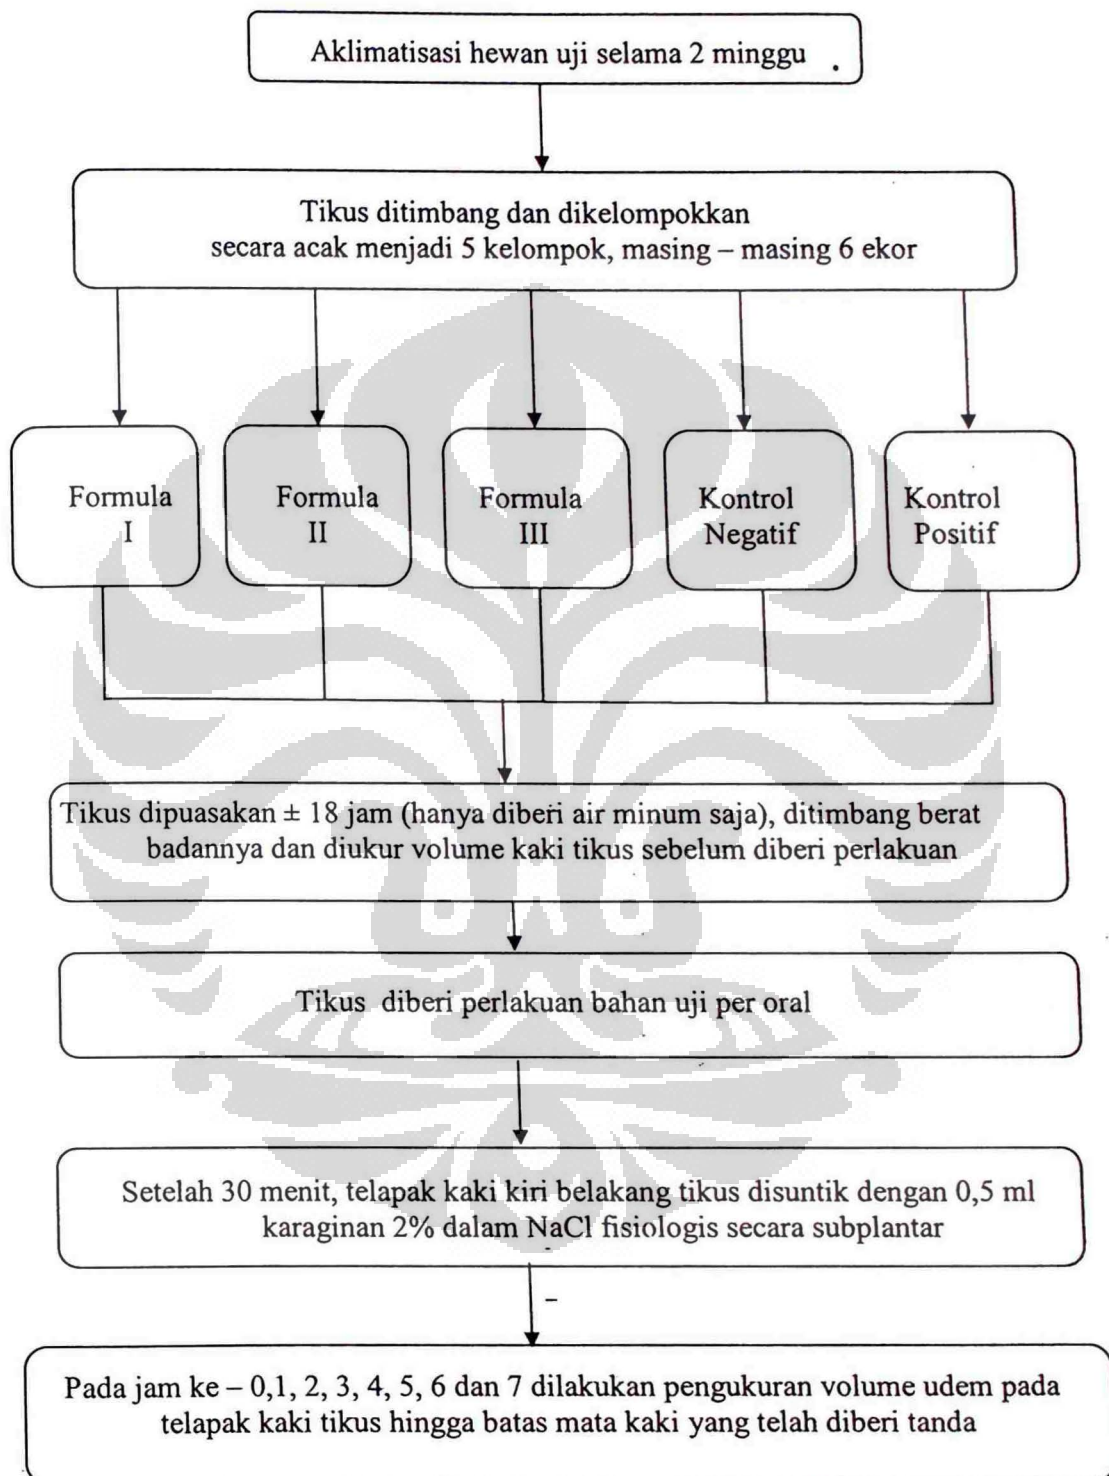 Aklimatisasi hewan uji selama 2 minggu
Tikus ditimbang dan dikelompokkan
secara acak menjadi 5 kelompok, masing – masing 6 ekor
Formula
I
Formula
II
Formula
III
Kontrol
Negatif
Kontrol
Positif
Tikus dipuasakan ± 18 jam (hanya diberi air minum saja), ditimbang berat
badannya dan diukur volume kaki tikus sebelum diberi perlakuan
Tikus diberi perlakuan bahan uji per oral
Setelah 30 menit, telapak kaki kiri belakang tikus disuntik dengan 0,5 ml
karaginan 2% dalam NaCl fisiologis secara subplantar
Pada jam ke – 0,1, 2, 3, 4, 5, 6 dan 7 dilakukan pengukuran volume udem pada
telapak kaki tikus hingga batas mata kaki yang telah diberi tanda